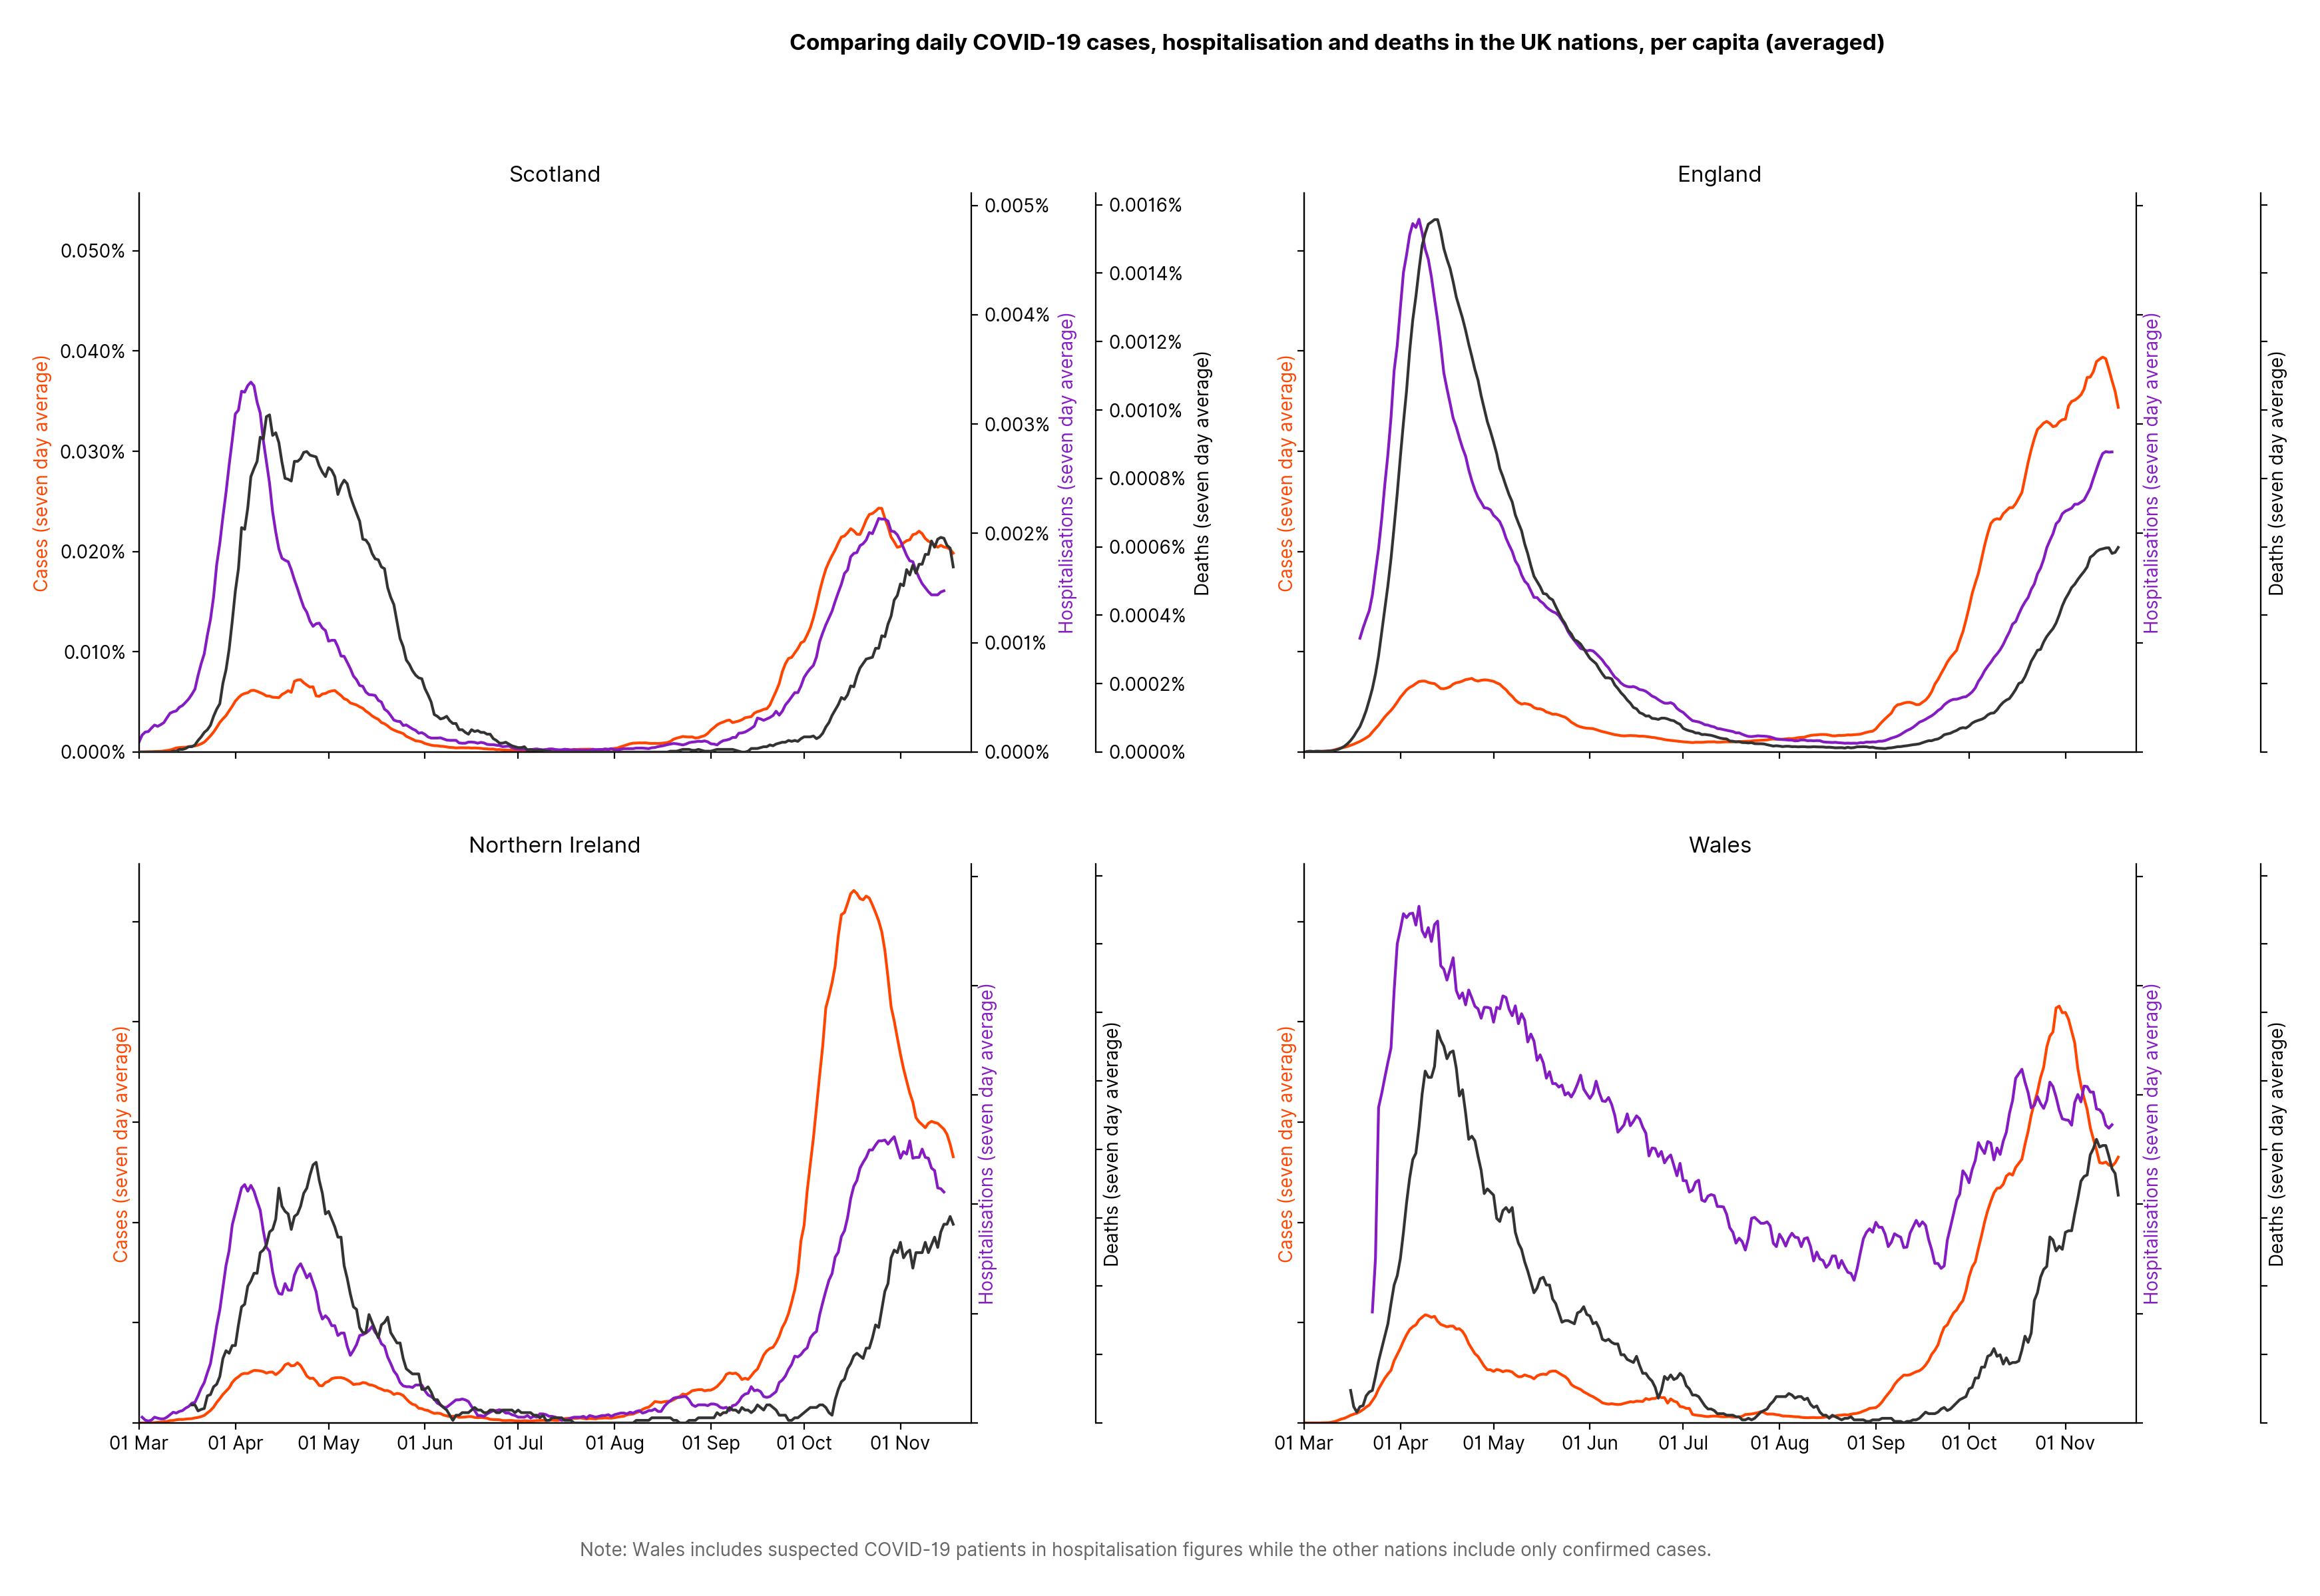 Comparing daily COVID-19 cases, hospitalisation and deaths in the UK nations, per capita (averaged)
Scotland
0.050%
0.040%
0.030%
0.020%
0.010%
0.000%
Cases (seven day average)
0.005%
0.004%
0.003%
0.002%
0.001%
0.000%
Hospitalisations (seven day average)
0.0016%
0.0014%
0.0012%
0.0010%
0.0008%
0.0006%
0.0004%
0.0002%
0.0000%
Deaths (seven day average)
England
Cases (seven day average)
Hospitalisations (seven day average)
Deaths (seven day average)
Northern Ireland
Cases (seven day average)
Hospitalisations (seven day average)
Deaths (seven day average)
01 Mar 01 Apr 01 May 01 Jun 01 Jul 01 Aug 01 Sep 01 Oct 01 Nov
Wales
Cases (seven day average)
Hospitalisations (seven day average)
Deaths (seven day average)
01 Mar 01 Apr 01 May 01 Jun 01 Jul 01 Aug 01 Sep 01 Oct 01 Nov
Note: Wales includes suspected COVID-19 patients in hospitalisation figures while the other nations include only confirmed cases.